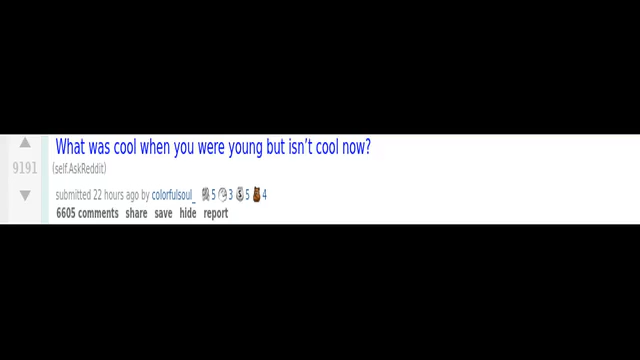 What was cool when you were young but isn't cool now?
9191
(self.AskReddit)
submitted 22 hours ago by colorfulsoul_ 5 3 5 4
6605 comments share save hide report